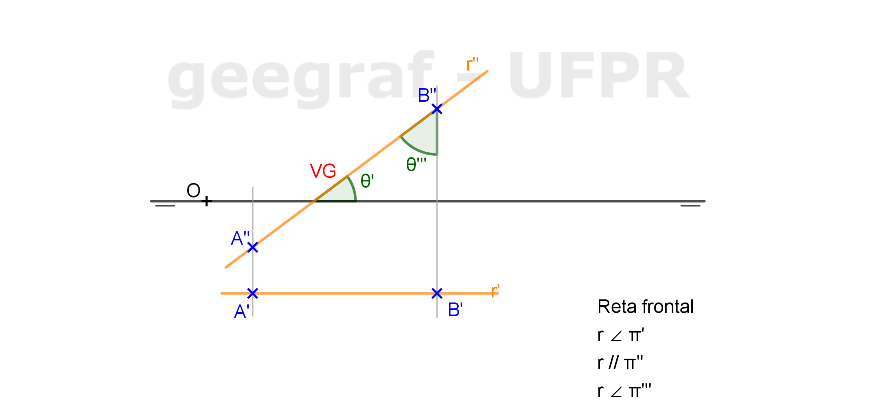 geegraf - UFPR
r"
B"
θ'''
VG
θ'
O
A"
r'
A'
B'
Reta frontal
r ∠ π'
r // π"
r ∠ π'''